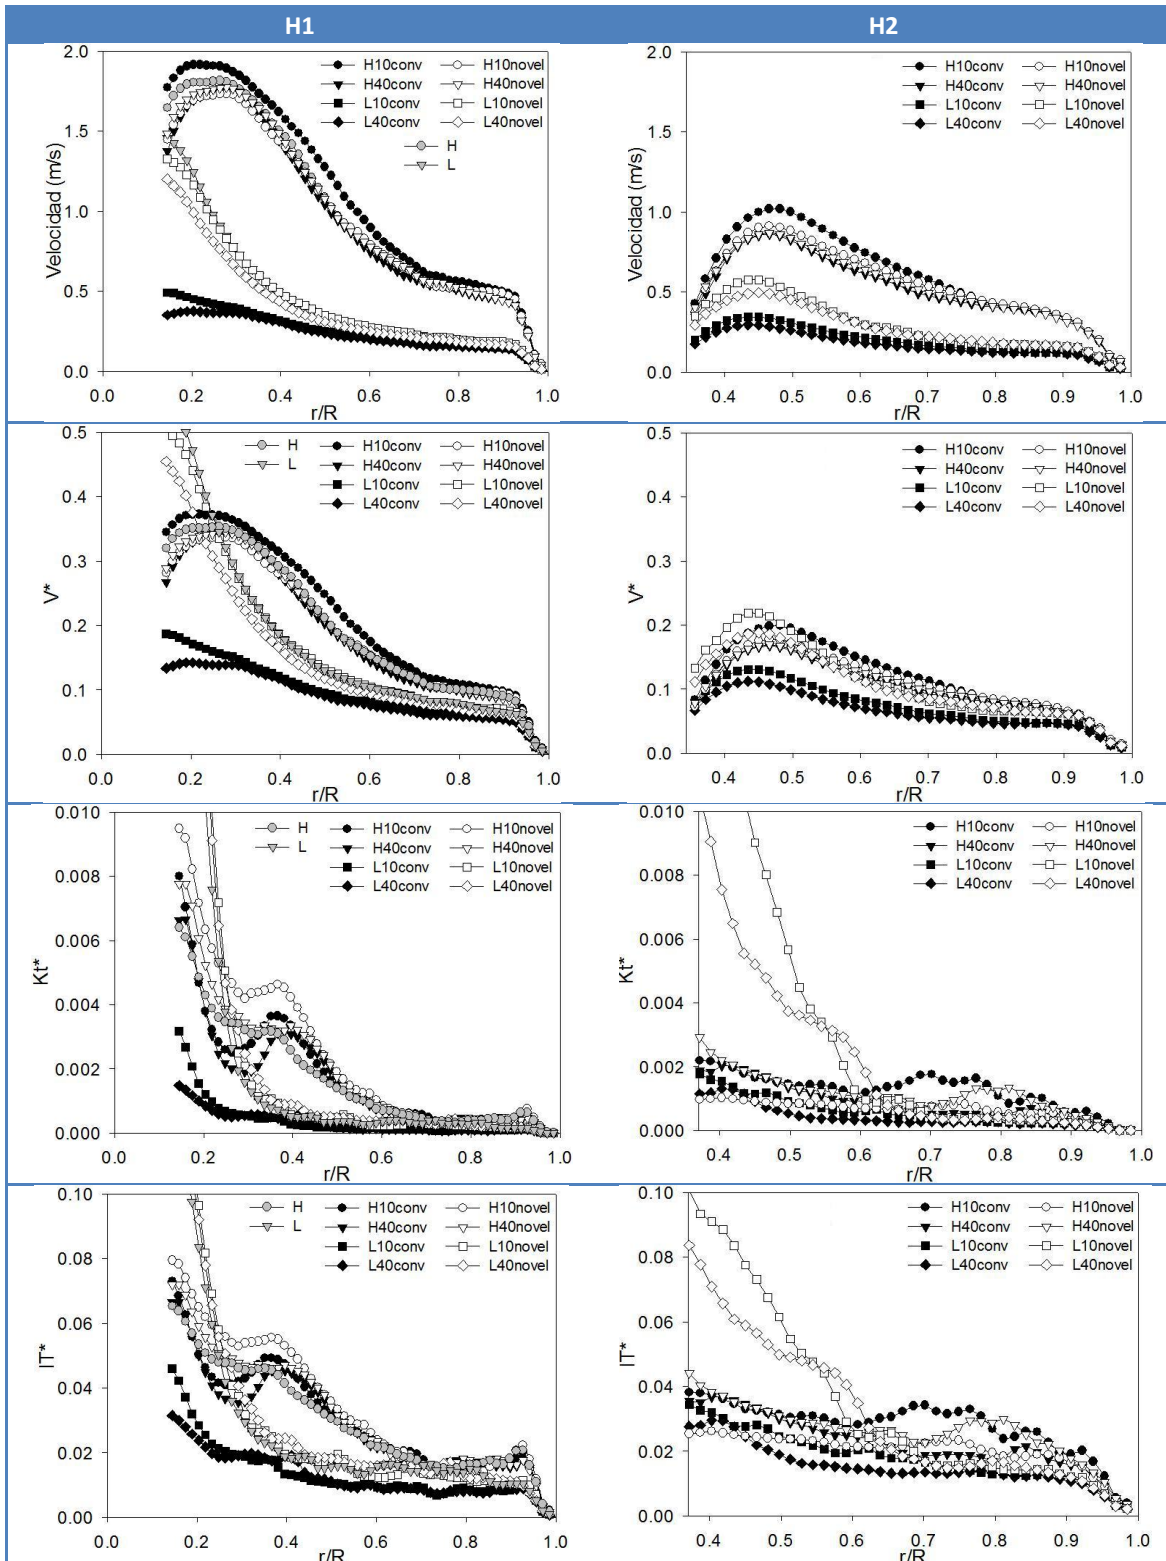 H1 H2
2.0 1.5 1.0 0.5 0.0
Velocidad (m/s)
H10conv H10novel
H40conv H40novel
L10conv L10novel
L40conv L40novel
H
L
0.0 0.2 0.4 0.6 0.8 1.0
r/R
2.0 1.5 1.0 0.5 0.0
Velocidad (m/s)
H10conv H10novel
H40conv H40novel
L10conv L10novel
L40conv L40novel
0.4 0.5 0.6 0.7 0.8 0.9 1.0
r/R
0.5 0.4 0.3 0.2 0.1 0.0
V*
H H10conv H10novel
L H40conv H40novel
L10conv L10novel
L40conv L40novel
0.0 0.2 0.4 0.6 0.8 1.0
r/R
0.5 0.4 0.3 0.2 0.1 0.0
V*
H10conv H10novel
H40conv H40novel
L10conv L10novel
L40conv L40novel
0.4 0.5 0.6 0.7 0.8 0.9 1.0
r/R
0.010 0.008 0.006 0.004 0.002 0.000
Kt*
H H10conv H10novel
L H40conv H40novel
L10conv L10novel
L40conv L40novel
0.0 0.2 0.4 0.6 0.8 1.0
r/R
0.010 0.008 0.006 0.004 0.002 0.000
Kt*
H10conv H10novel
H40conv H40novel
L10conv L10novel
L40conv L40novel
0.4 0.5 0.6 0.7 0.8 0.9 1.0
r/R
0.10 0.08 0.06 0.04 0.02 0.00
IT*
H H10conv H10novel
L H40conv H40novel
L10conv L10novel
L40conv L40novel
0.0 0.2 0.4 0.6 0.8 1.0
r/R
0.10 0.08 0.06 0.04 0.02 0.00
IT*
H10conv H10novel
H40conv H40novel
L10conv L10novel
L40conv L40novel
0.4 0.5 0.6 0.7 0.8 0.9 1.0
r/R